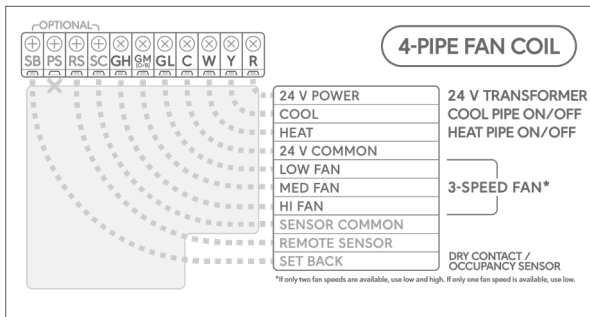 OPTIONAL
SB PS RS SC GH GM (O/B) GL C W Y R
4-PIPE FAN COIL
24 V POWER
24 V TRANSFORMER
COOL
COOL PIPE ON/OFF
HEAT
HEAT PIPE ON/OFF
24 V COMMON
LOW FAN
MED FAN
3-SPEED FAN*
HI FAN
SENSOR COMMON
REMOTE SENSOR
SET BACK
DRY CONTACT /
OCCUPANCY SENSOR
*If only two fan speeds are available, use low and high. If only one fan speed is available, use low.